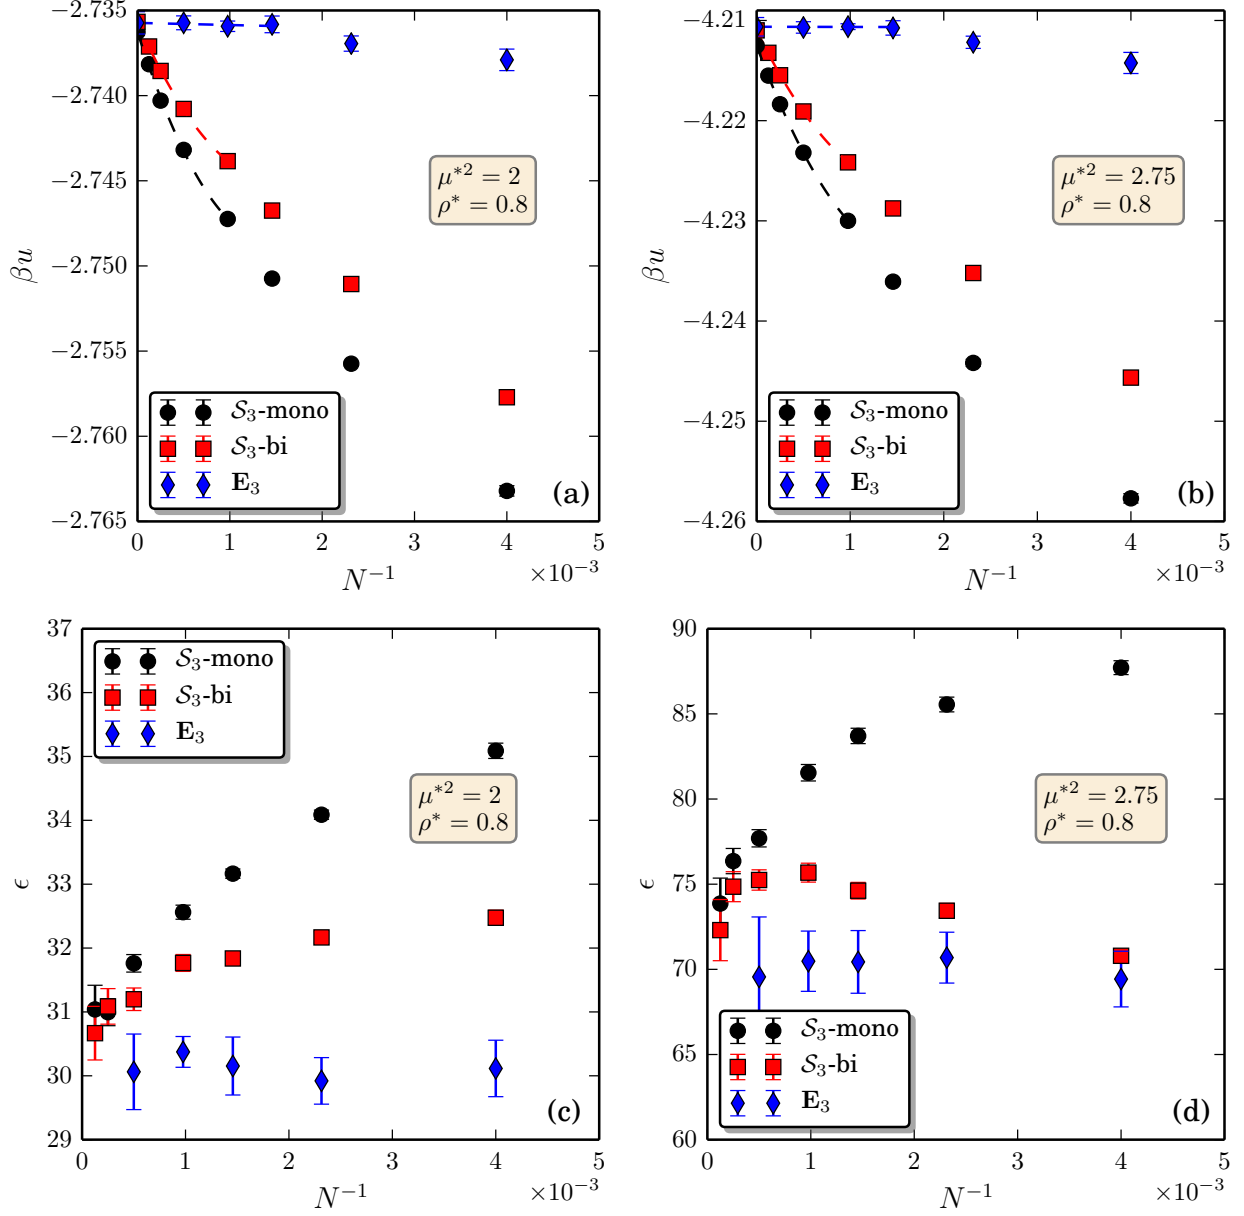 −2.735
−2.740
−2.745
−2.750
−2.755
−2.760
−2.765
βu
μ*² = 2
ρ* = 0.8
S₃-mono
S₃-bi
E₃
(a)
0 1 2 3 4 5
N⁻¹
×10⁻³
−4.21
−4.22
−4.23
−4.24
−4.25
−4.26
βu
μ*² = 2.75
ρ* = 0.8
S₃-mono
S₃-bi
E₃
(b)
0 1 2 3 4 5
N⁻¹
×10⁻³
37
36
35
34
33
32
31
30
29
ϵ
S₃-mono
S₃-bi
E₃
μ*² = 2
ρ* = 0.8
(c)
0 1 2 3 4 5
N⁻¹
×10⁻³
90
85
80
75
70
65
60
ϵ
μ*² = 2.75
ρ* = 0.8
S₃-mono
S₃-bi
E₃
(d)
0 1 2 3 4 5
N⁻¹
×10⁻³